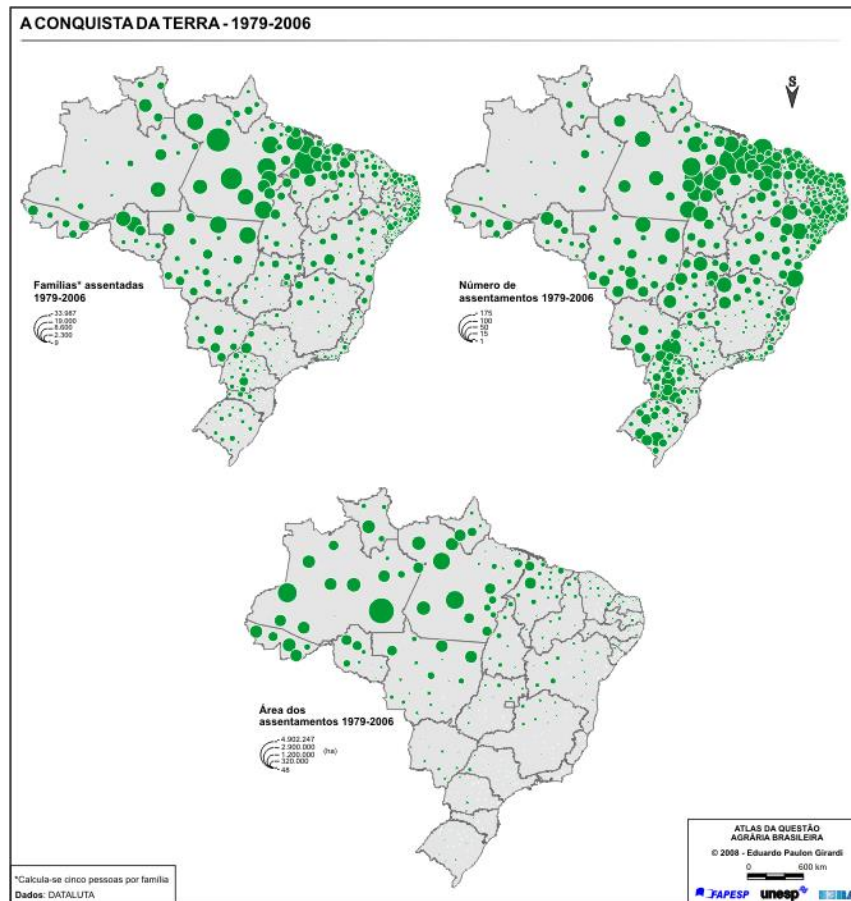 A CONQUISTA DA TERRA - 1979-2006
S
Famílias* assentadas
1979-2006
33.987
19.000
8.600
2.300
0
Número de
assentamentos 1979-2006
175
100
50
15
1
Área dos
assentamentos 1979-2006
4.902.247
2.900.000
1.200.000
320.000
48
(ha)
*Calcula-se cinco pessoas por família
Dados: DATALUTA
ATLAS DA QUESTÃO
AGRÁRIA BRASILEIRA
© 2008 - Eduardo Paulon Girardi
0 600 km
FAPESP unesp